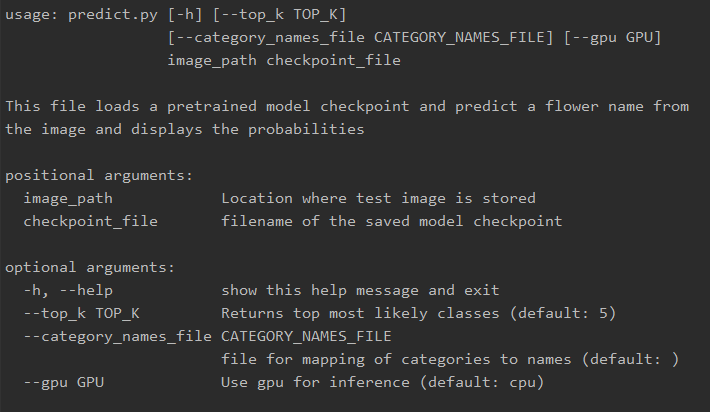 usage: predict.py [-h] [--top_k TOP_K]
[--category_names_file CATEGORY_NAMES_FILE] [--gpu GPU]
image_path checkpoint_file
This file loads a pretrained model checkpoint and predict a flower name from
the image and displays the probabilities
positional arguments:
image_path Location where test image is stored
checkpoint_file filename of the saved model checkpoint
optional arguments:
-h, --help show this help message and exit
--top_k TOP_K Returns top most likely classes (default: 5)
--category_names_file CATEGORY_NAMES_FILE
file for mapping of categories to names (default: )
--gpu GPU Use gpu for inference (default: cpu)